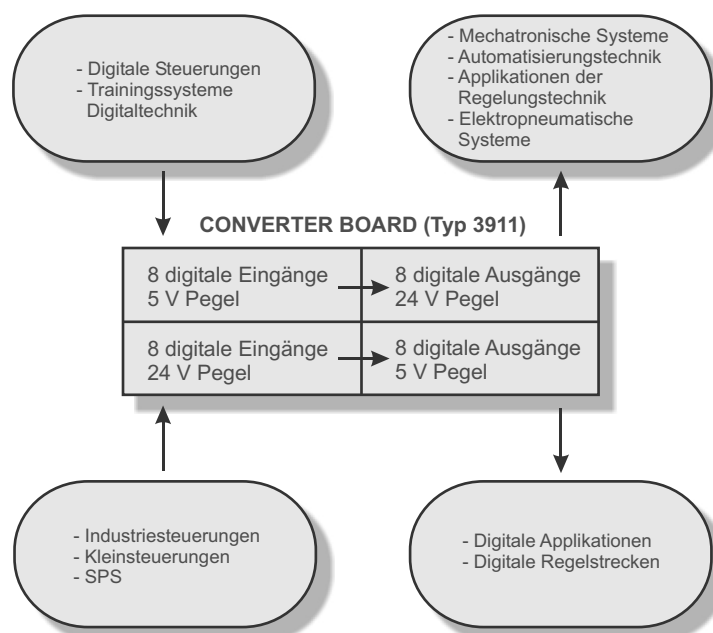 - Digitale Steuerungen
- Trainingssysteme
Digitaltechnik
- Mechatronische Systeme
- Automatisierungstechnik
- Applikationen der
Regelungstechnik
- Elektropneumatische
Systeme
CONVERTER BOARD (Typ 3911)
8 digitale Eingänge
5 V Pegel
8 digitale Ausgänge
24 V Pegel
8 digitale Eingänge
24 V Pegel
8 digitale Ausgänge
5 V Pegel
- Industriesteuerungen
- Kleinsteuerungen
- SPS
- Digitale Applikationen
- Digitale Regelstrecken